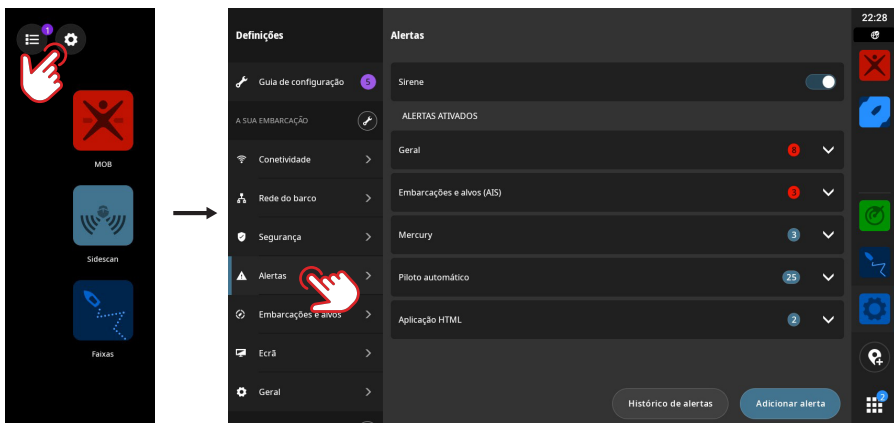 1
MOB
Sidescan
Faixas
Definições
Guia de configuração 5
A SUA EMBARCAÇÃO
Conetividade
Rede do barco
Segurança
Alertas
Embarcações e alvos
Ecrã
Geral
Alertas
Sirene
ALERTAS ATIVADOS
Geral 8
Embarcações e alvos (AIS) 3
Mercury 3
Piloto automático 25
Aplicação HTML 2
Histórico de alertas
Adicionar alerta
22:28
2